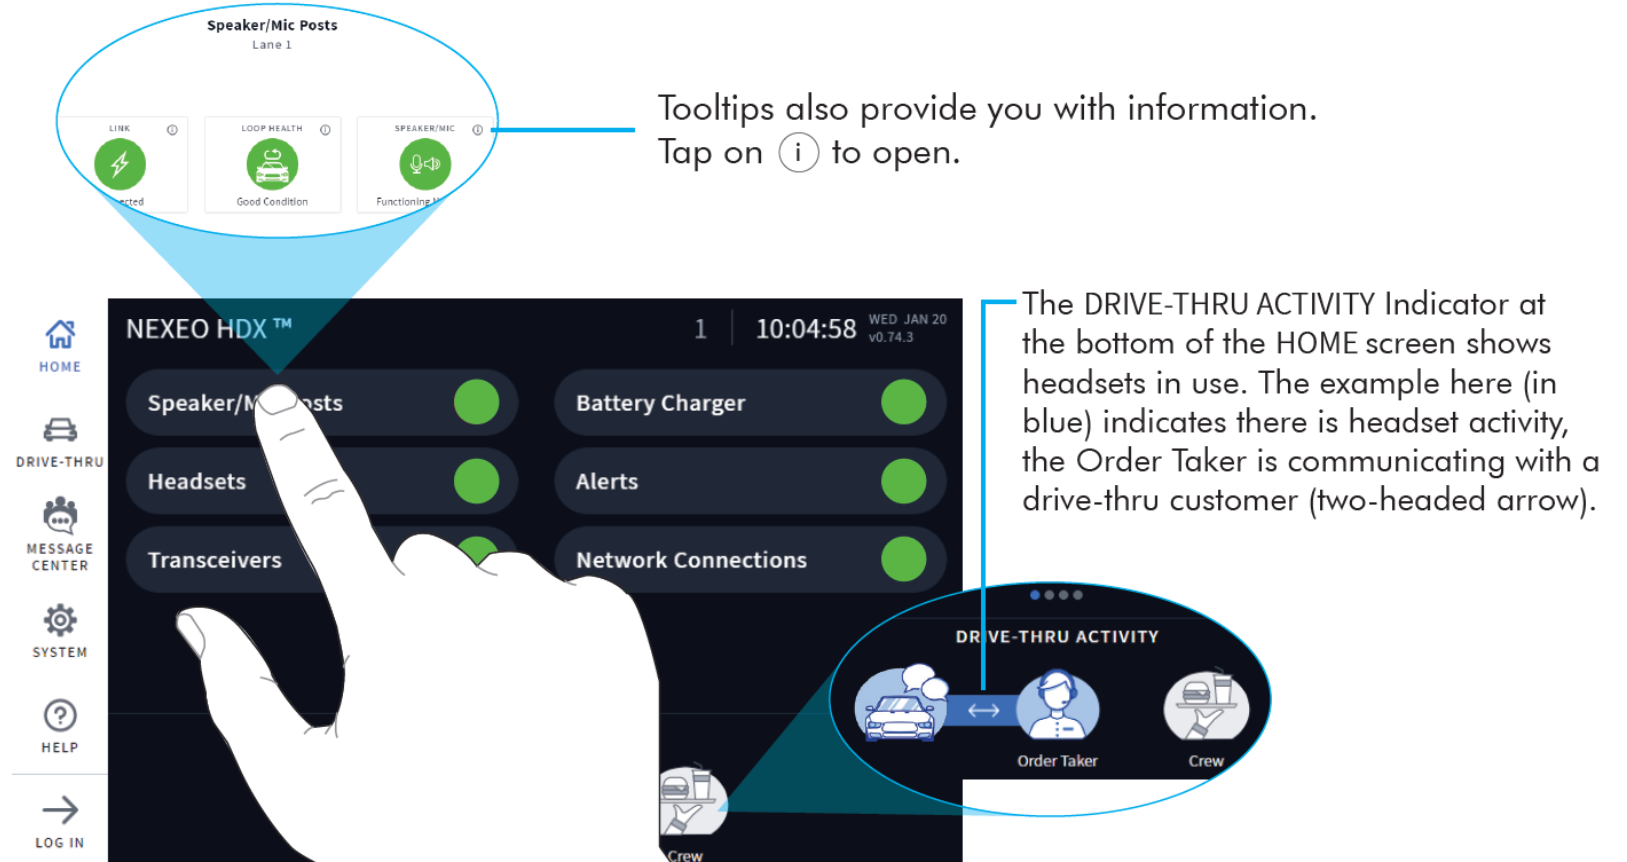 Speaker/Mic Posts
Lane 1
LINK
LOOP HEALTH
SPEAKER/MIC
Good Condition
Functioning
Tooltips also provide you with information.
Tap on i to open.
HOME
DRIVE-THRU
MESSAGE
CENTER
SYSTEM
HELP
LOG IN
NEXEO HDX ™
1
10:04:58
WED JAN 20
v0.74.3
Speaker/M osts
Battery Charger
Headsets
Alerts
Transceivers
Network Connections
Crew
The DRIVE-THRU ACTIVITY Indicator at
the bottom of the HOME screen shows
headsets in use. The example here (in
blue) indicates there is headset activity,
the Order Taker is communicating with a
drive-thru customer (two-headed arrow).
DRIVE-THRU ACTIVITY
Order Taker
Crew